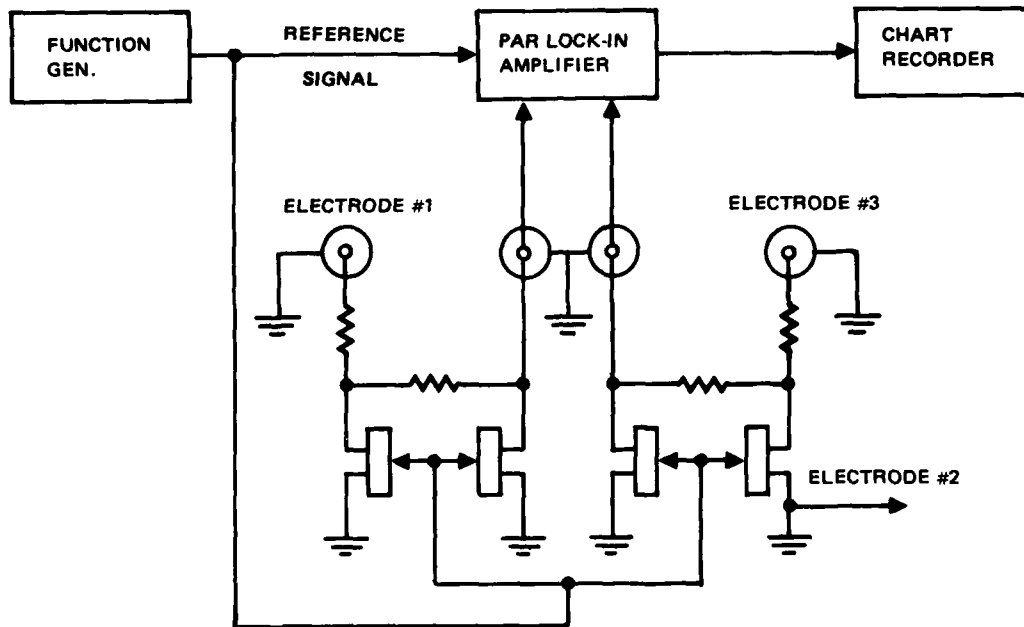 FUNCTION
GEN.
REFERENCE
SIGNAL
PAR LOCK-IN
AMPLIFIER
CHART
RECORDER
ELECTRODE #1
ELECTRODE #3
ELECTRODE #2